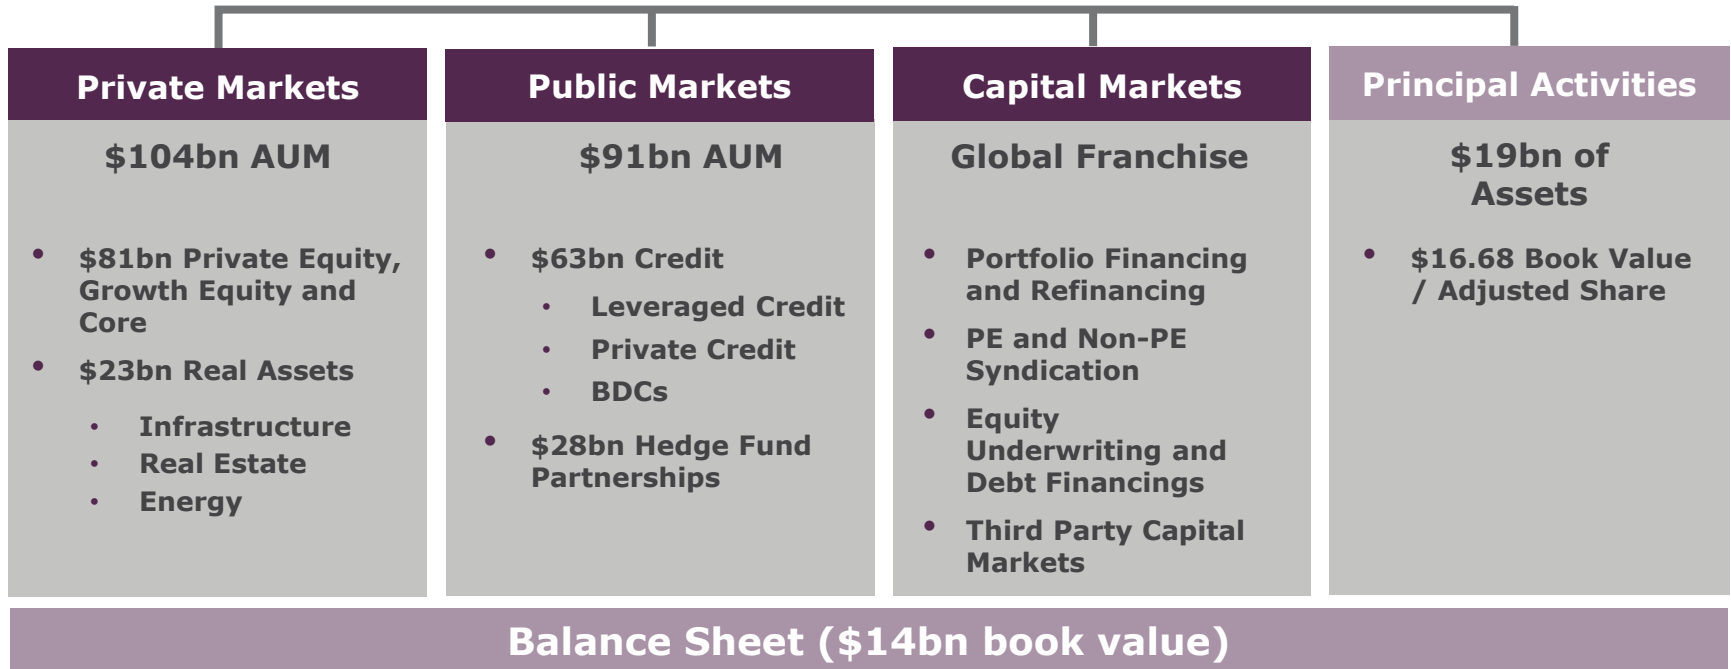 Private Markets
$104bn AUM
• $81bn Private Equity,
Growth Equity and
Core
• $23bn Real Assets
• Infrastructure
• Real Estate
• Energy
Public Markets
$91bn AUM
• $63bn Credit
• Leveraged Credit
• Private Credit
• BDCs
• $28bn Hedge Fund
Partnerships
Capital Markets
Global Franchise
• Portfolio Financing
and Refinancing
• PE and Non-PE
Syndication
• Equity
Underwriting and
Debt Financings
• Third Party Capital
Markets
Principal Activities
$19bn of
Assets
• $16.68 Book Value
/ Adjusted Share
Balance Sheet ($14bn book value)